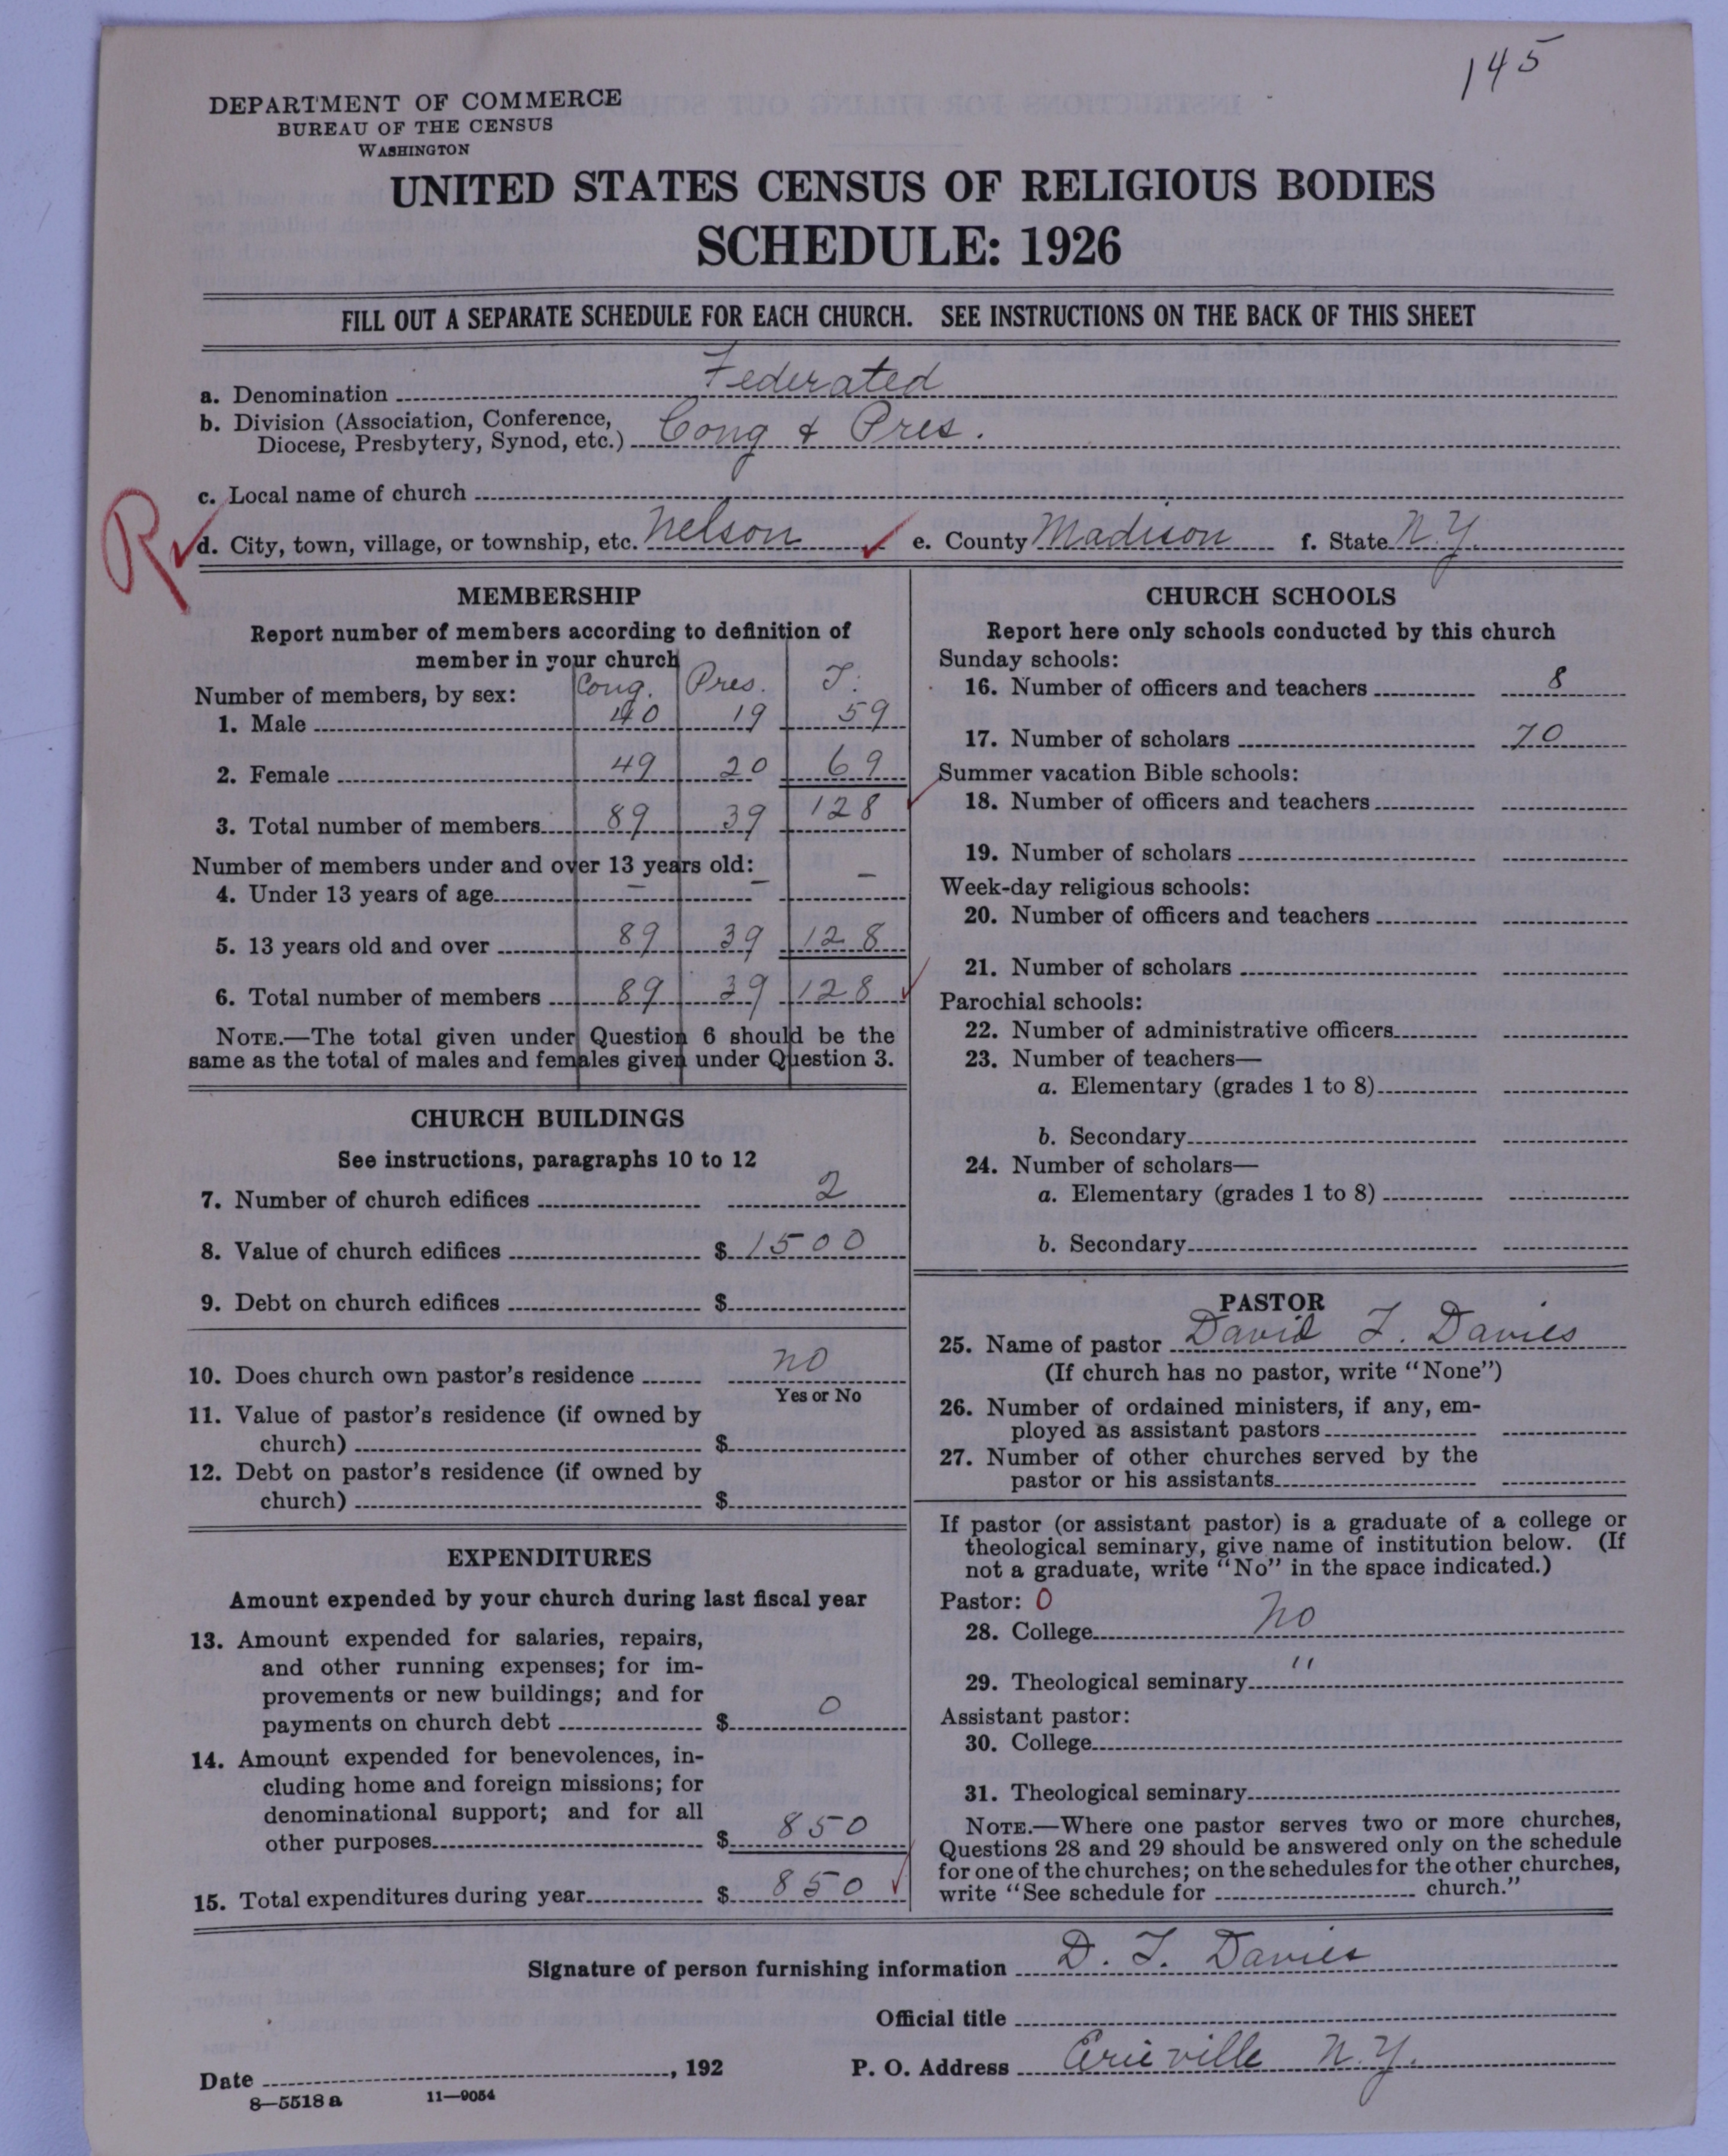 145
DEPARTMENT OF COMMERCE
BUREAU OF THE CENSUS
WASHINGTON
UNITED STATES CENSUS OF RELIGIOUS BODIES
SCHEDULE: 1926
FILL OUT A SEPARATE SCHEDULE FOR EACH CHURCH. SEE INSTRUCTIONS ON THE BACK OF THIS SHEET
a. Denomination Federated
b. Division (Association, Conference,
Diocese, Presbytery, Synod, etc.) Cong & Pres.
c. Local name of church
R d. City, town, village, or township, etc. Nelson e. County Madison f. State N.Y.
MEMBERSHIP
Report number of members according to definition of
member in your church
Number of members, by sex: Cong. Pres. T.
1. Male 40 19 59
2. Female 49 20 69
3. Total number of members 89 39 128
Number of members under and over 13 years old:
4. Under 13 years of age – – –
5. 13 years old and over 89 39 128
6. Total number of members 89 39 128
NOTE.—The total given under Question 6 should be the
same as the total of males and females given under Question 3.
CHURCH BUILDINGS
See instructions, paragraphs 10 to 12
7. Number of church edifices 2
8. Value of church edifices $ 1500
9. Debt on church edifices $
10. Does church own pastor's residence no
Yes or No
11. Value of pastor's residence (if owned by
church) $
12. Debt on pastor's residence (if owned by
church) $
EXPENDITURES
Amount expended by your church during last fiscal year
13. Amount expended for salaries, repairs,
and other running expenses; for im-
provements or new buildings; and for
payments on church debt $ 0
14. Amount expended for benevolences, in-
cluding home and foreign missions; for
denominational support; and for all
other purposes $ 850
15. Total expenditures during year $ 850
CHURCH SCHOOLS
Report here only schools conducted by this church
Sunday schools:
16. Number of officers and teachers 8
17. Number of scholars 70
Summer vacation Bible schools:
18. Number of officers and teachers
19. Number of scholars
Week-day religious schools:
20. Number of officers and teachers
21. Number of scholars
Parochial schools:
22. Number of administrative officers
23. Number of teachers—
a. Elementary (grades 1 to 8)
b. Secondary
24. Number of scholars—
a. Elementary (grades 1 to 8)
b. Secondary
PASTOR
25. Name of pastor David T. Davies
(If church has no pastor, write "None")
26. Number of ordained ministers, if any, em-
ployed as assistant pastors
27. Number of other churches served by the
pastor or his assistants
If pastor (or assistant pastor) is a graduate of a college or
theological seminary, give name of institution below. (If
not a graduate, write "No" in the space indicated.)
Pastor: 0
28. College no
29. Theological seminary "
Assistant pastor:
30. College
31. Theological seminary
NOTE.—Where one pastor serves two or more churches,
Questions 28 and 29 should be answered only on the schedule
for one of the churches; on the schedules for the other churches,
write "See schedule for church."
Signature of person furnishing information D. T. Davies
Official title
Date , 192 P. O. Address Erieville N.Y.
8—5518 a 11—9054